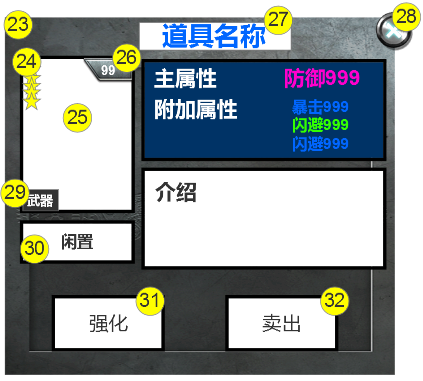 23
27
道具名称
28
24
26
99
25
主属性 防御999
附加属性 暴击999
闪避999
闪避999
29
武器
介绍
30
闲置
31
强化
32
卖出